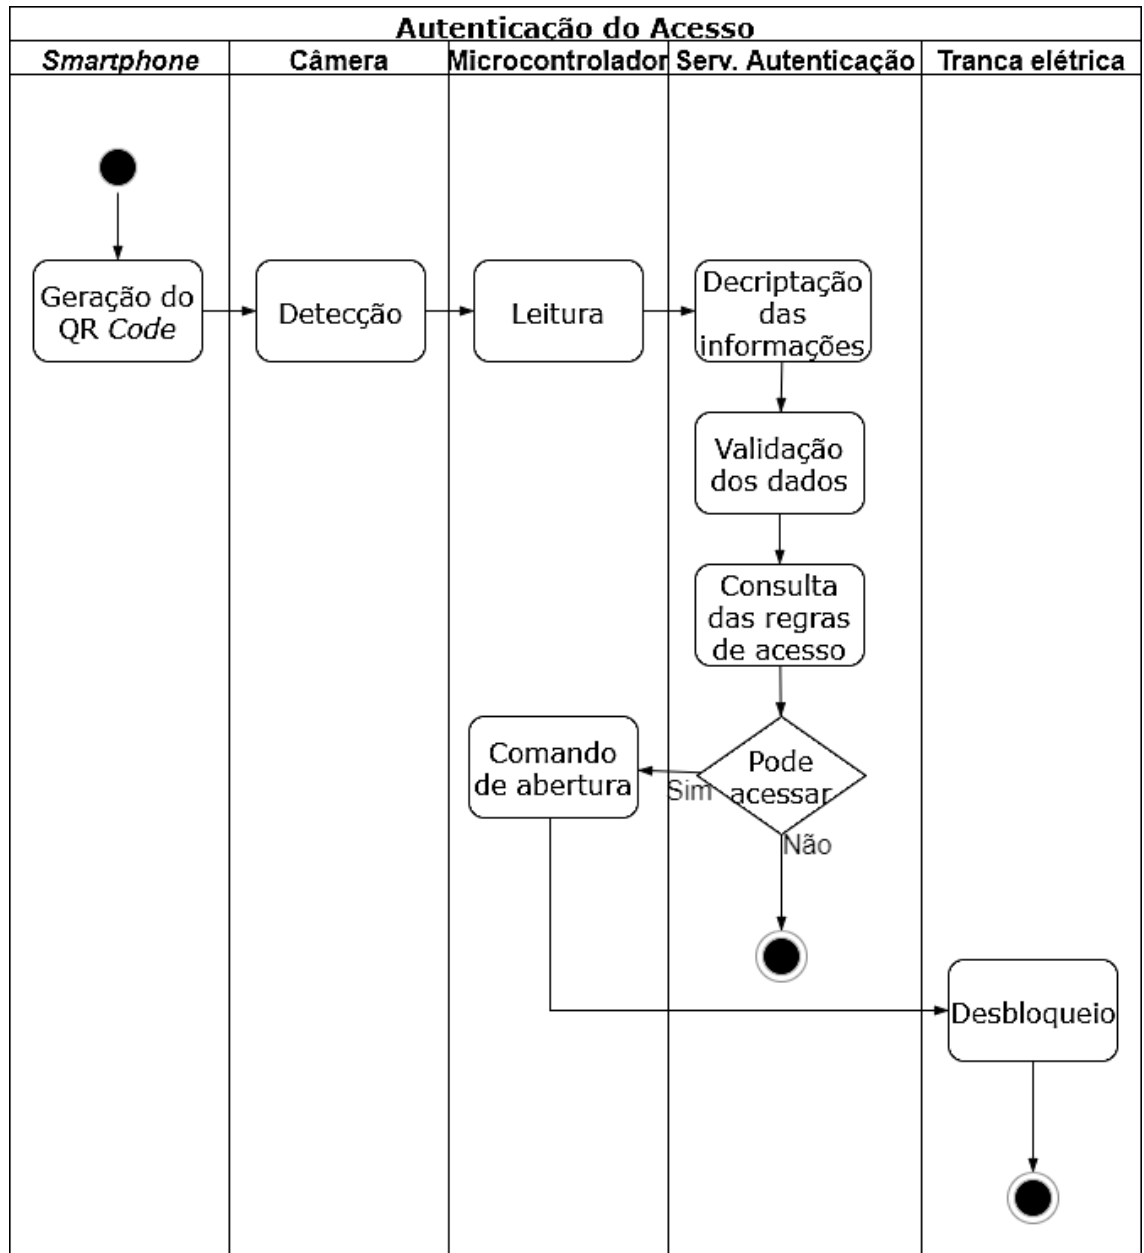 Autenticação do Acesso
Smartphone
Câmera
Microcontrolador
Serv. Autenticação
Tranca elétrica
Geração do
QR Code
Detecção
Leitura
Decriptação
das
informações
Validação
dos dados
Consulta
das regras
de acesso
Pode
acessar
Sim
Não
Comando
de abertura
Desbloqueio